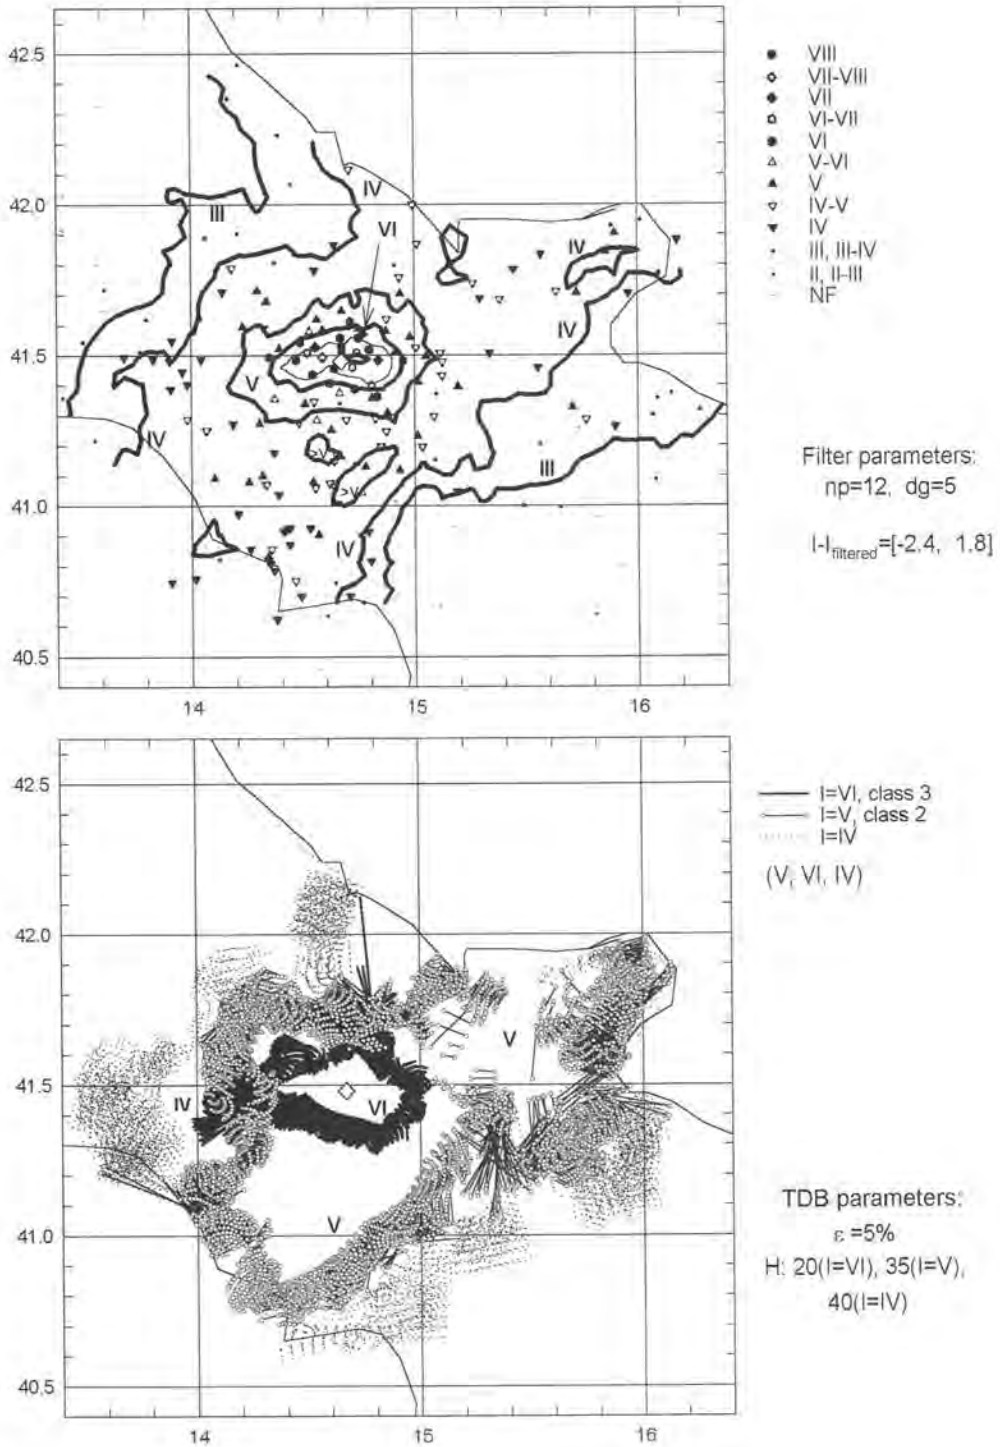 42.5
42.0
41.5
41.0
40.5
14
15
16
III
IV
VI
IV
IV
V
IV
>V
>V
III
IV
VIII
VII-VIII
VII
VI-VII
VI
V-VI
V
IV-V
IV
III, III-IV
II, II-III
NF
Filter parameters:
np=12, dg=5
I-Ifiltered=[-2.4, 1.8]
42.5
42.0
41.5
41.0
40.5
14
15
16
V
IV
VI
V
I=VI, class 3
I=V, class 2
I=IV
(V, VI, IV)
TDB parameters:
ε =5%
H: 20(I=VI), 35(I=V),
40(I=IV)